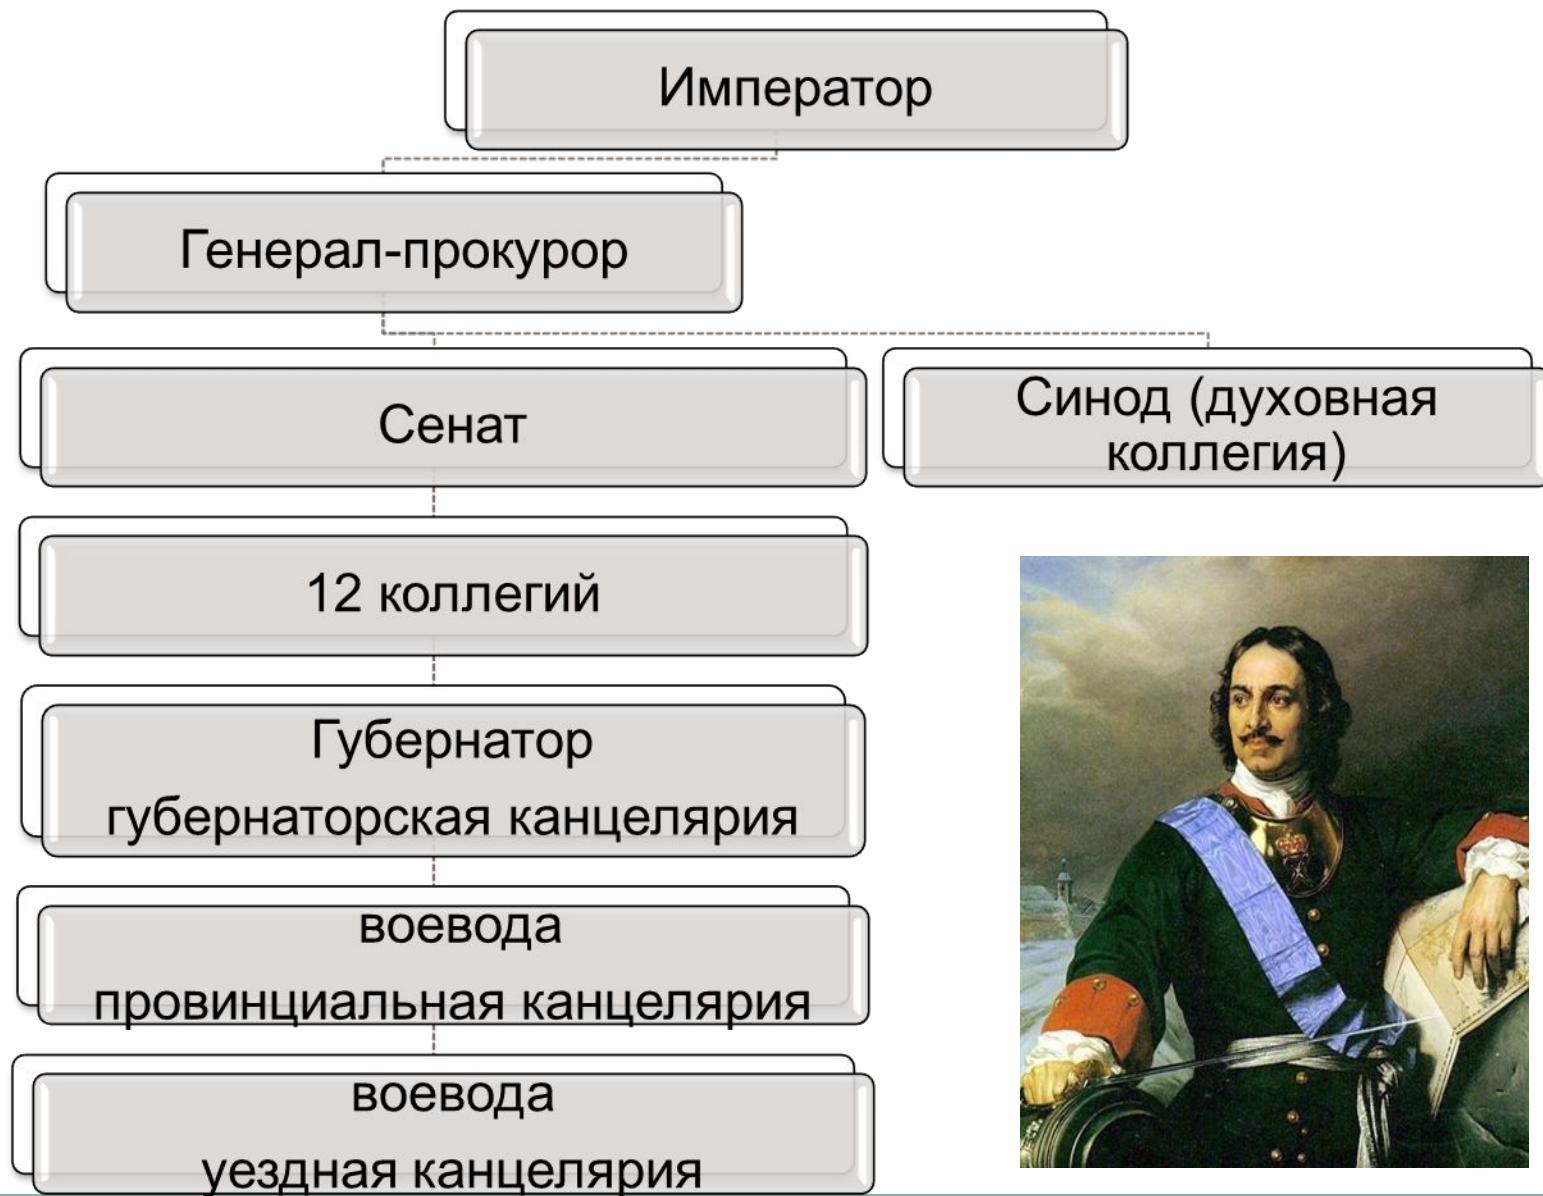 Император
Генерал-прокурор
Сенат
Синод (духовная
коллегия)
12 коллегий
Губернатор
губернаторская канцелярия
воевода
провинциальная канцелярия
воевода
уездная канцелярия